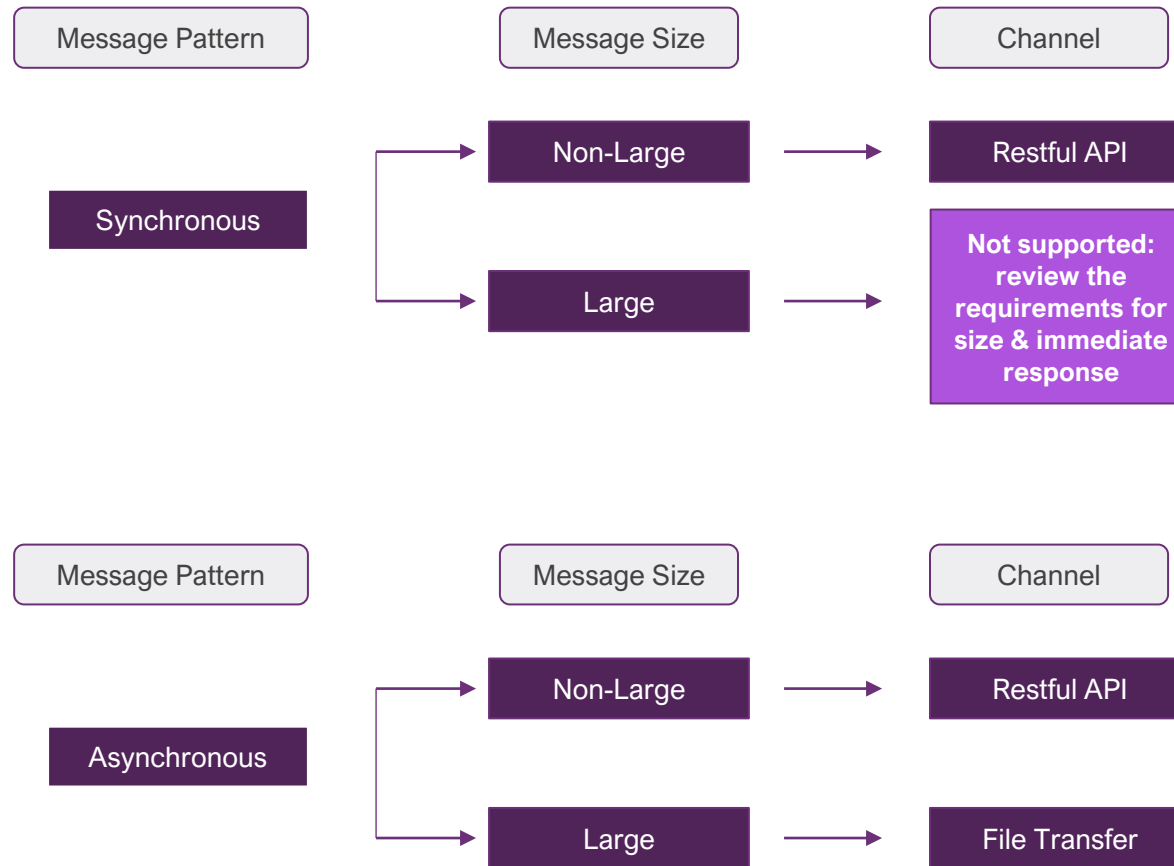 Message Pattern
Message Size
Channel
Non-Large
Restful API
Synchronous
Not supported:
review the
requirements for
size & immediate
response
Large
Message Pattern
Message Size
Channel
Non-Large
Restful API
Asynchronous
Large
File Transfer